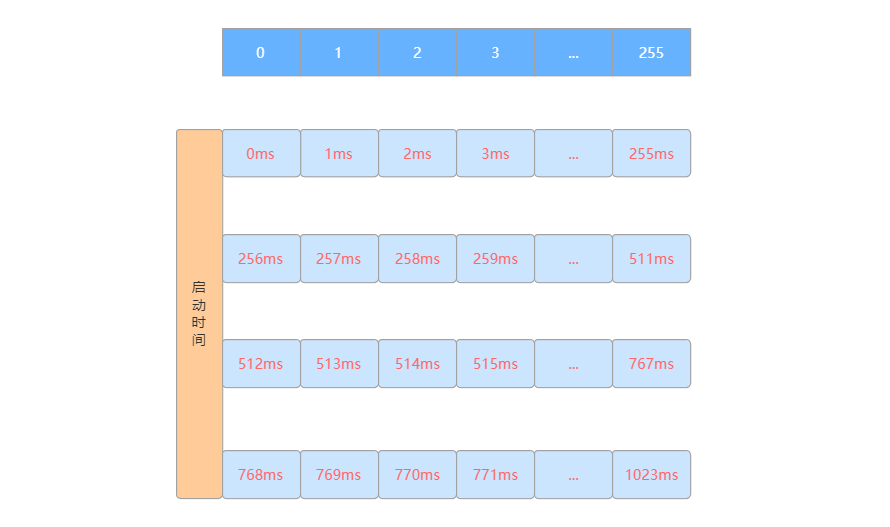 0 1 2 3 ... 255
0ms 1ms 2ms 3ms ... 255ms
256ms 257ms 258ms 259ms ... 511ms
启
动
时
间
512ms 513ms 514ms 515ms ... 767ms
768ms 769ms 770ms 771ms ... 1023ms